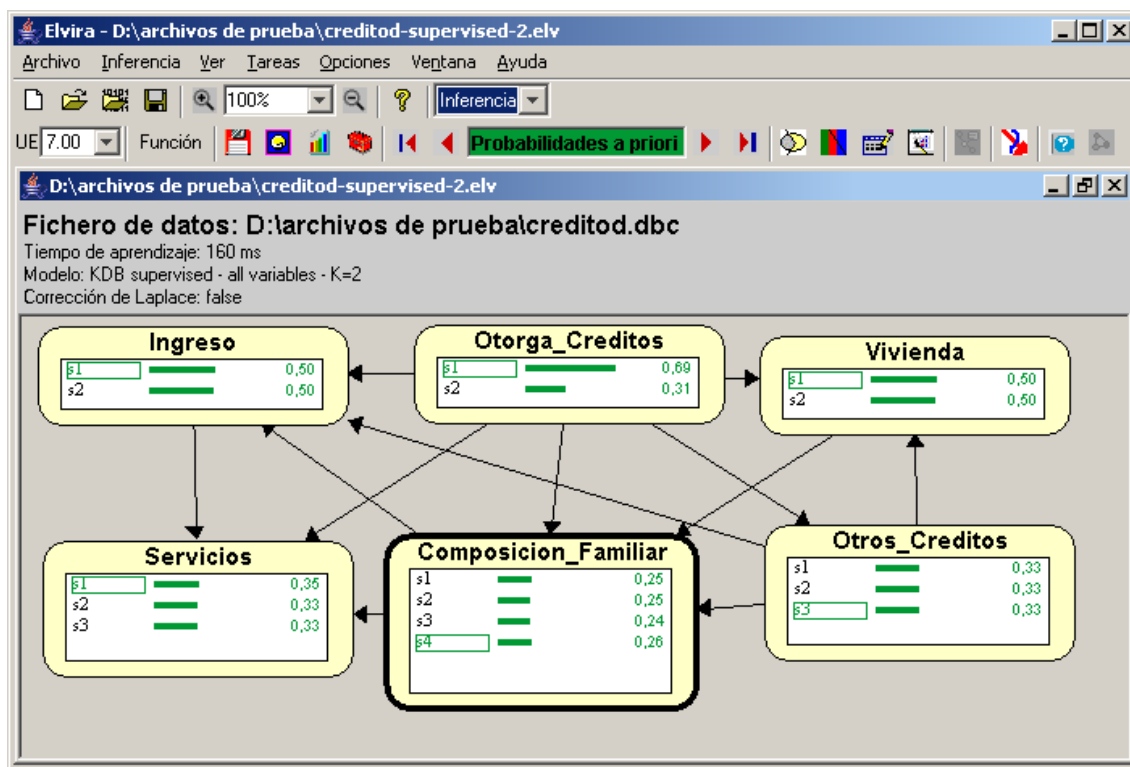 Elvira - D:\archivos de prueba\creditod-supervised-2.elv
Archivo Inferencia Ver Tareas Opciones Ventana Ayuda
100% Inferencia
UE 7.00 Función Probabilidades a priori
D:\archivos de prueba\creditod-supervised-2.elv
Fichero de datos: D:\archivos de prueba\creditod.dbc
Tiempo de aprendizaje: 160 ms
Modelo: KDB supervised - all variables - K=2
Corrección de Laplace: false
Ingreso
s1 0,50
s2 0,50
Otorga_Creditos
s1 0,69
s2 0,31
Vivienda
s1 0,50
s2 0,50
Servicios
s1 0,35
s2 0,33
s3 0,33
Composicion_Familiar
s1 0,25
s2 0,25
s3 0,24
s4 0,26
Otros_Creditos
s1 0,33
s2 0,33
s3 0,33